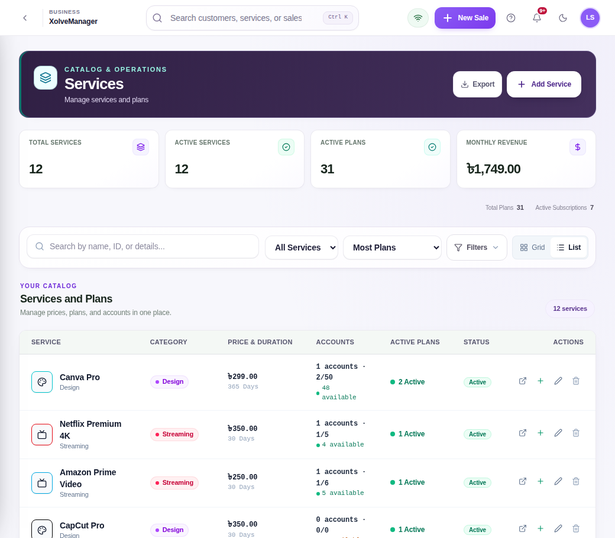 BUSINESS
XolveManager
Search customers, services, or sales
Ctrl K
New Sale
9+
LS
CATALOG & OPERATIONS
Services
Manage services and plans
Export
Add Service
TOTAL SERVICES
12
ACTIVE SERVICES
12
ACTIVE PLANS
31
MONTHLY REVENUE
৳1,749.00
Total Plans 31 Active Subscriptions 7
Search by name, ID, or details...
All Services
Most Plans
Filters
Grid
List
YOUR CATALOG
Services and Plans
Manage prices, plans, and accounts in one place.
12 services
SERVICE CATEGORY PRICE & DURATION ACCOUNTS ACTIVE PLANS STATUS ACTIONS
Canva Pro
Design
Design
৳299.00
365 Days
1 accounts ·
2/50
48
available
2 Active
Active
Netflix Premium
4K
Streaming
Streaming
৳350.00
30 Days
1 accounts ·
1/5
4 available
1 Active
Active
Amazon Prime
Video
Streaming
Streaming
৳250.00
30 Days
1 accounts ·
1/6
5 available
1 Active
Active
CapCut Pro
Design
Design
৳350.00
30 Days
0 accounts ·
0/0
1 Active
Active